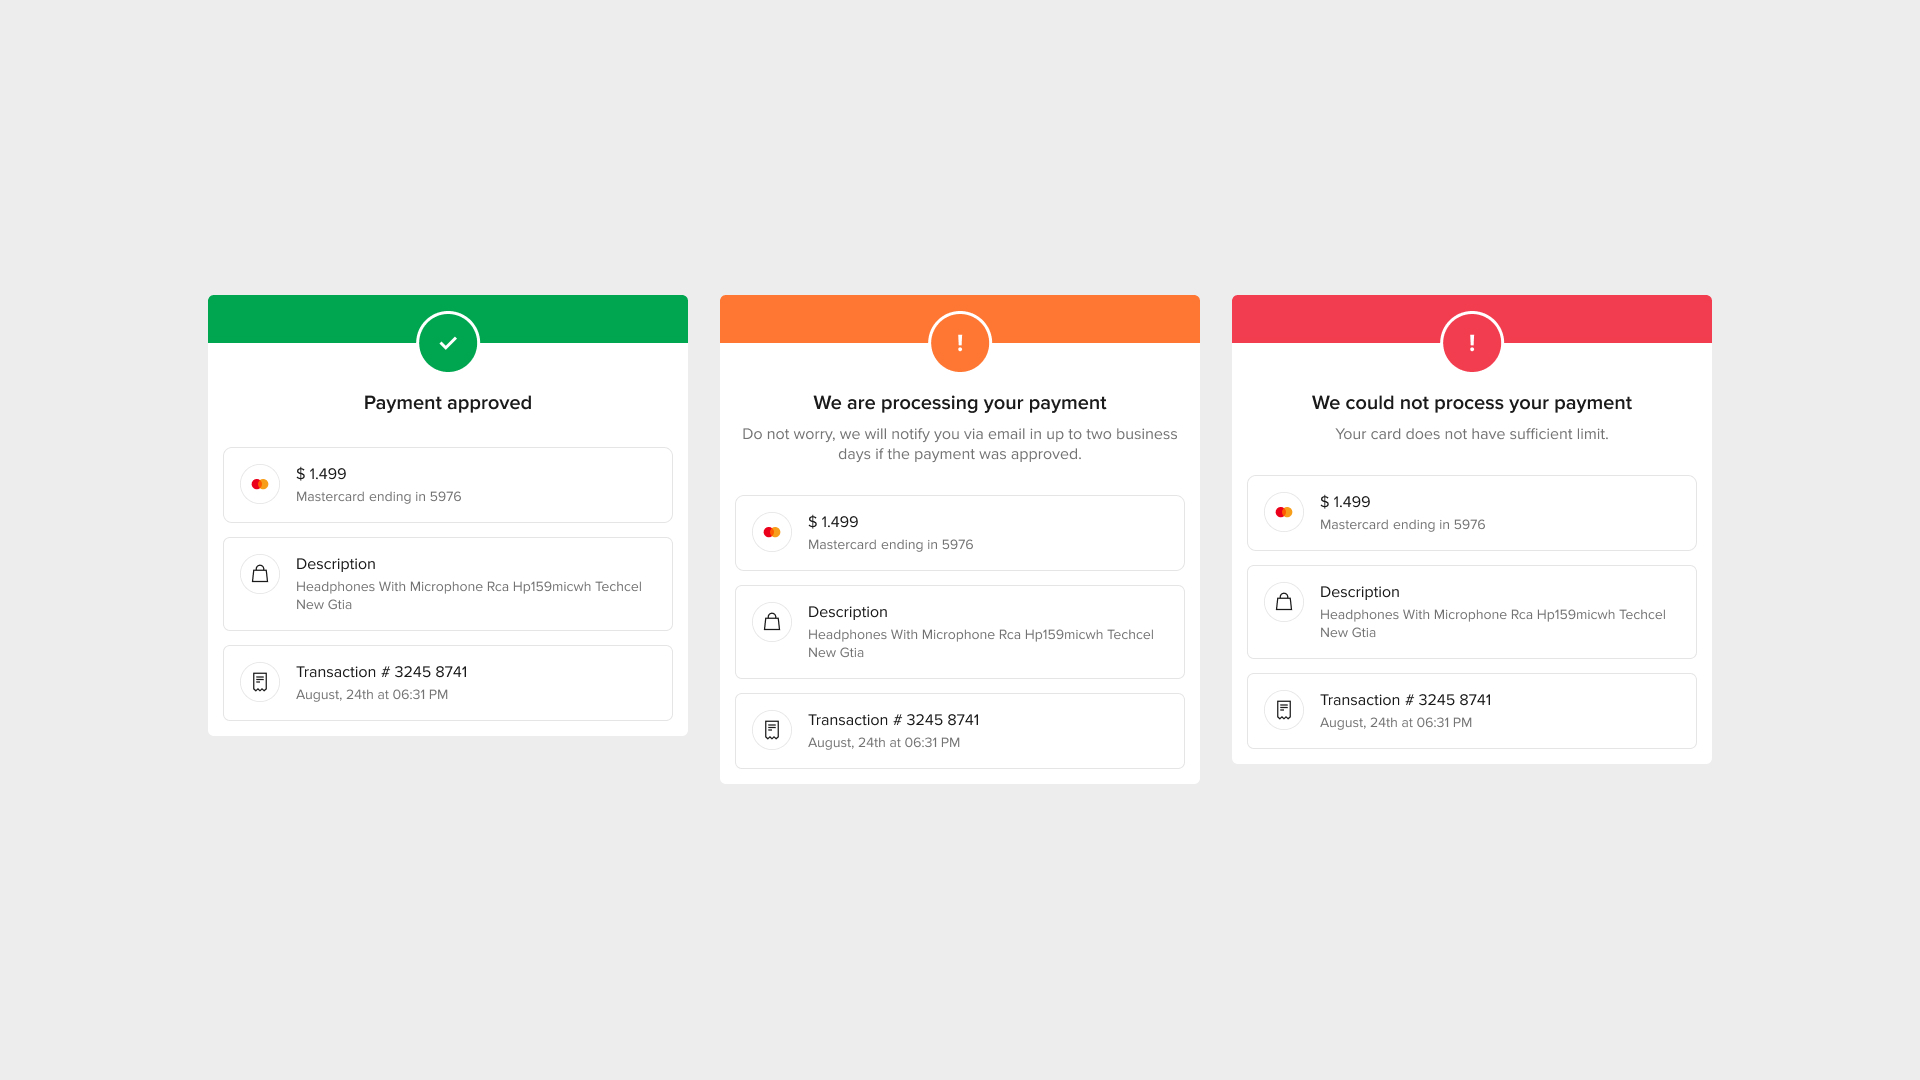 Payment approved
$ 1.499
Mastercard ending in 5976
Description
Headphones With Microphone Rca Hp159micwh Techcel
New Gtia
Transaction # 3245 8741
August, 24th at 06:31 PM
We are processing your payment
Do not worry, we will notify you via email in up to two business
days if the payment was approved.
$ 1.499
Mastercard ending in 5976
Description
Headphones With Microphone Rca Hp159micwh Techcel
New Gtia
Transaction # 3245 8741
August, 24th at 06:31 PM
We could not process your payment
Your card does not have sufficient limit.
$ 1.499
Mastercard ending in 5976
Description
Headphones With Microphone Rca Hp159micwh Techcel
New Gtia
Transaction # 3245 8741
August, 24th at 06:31 PM